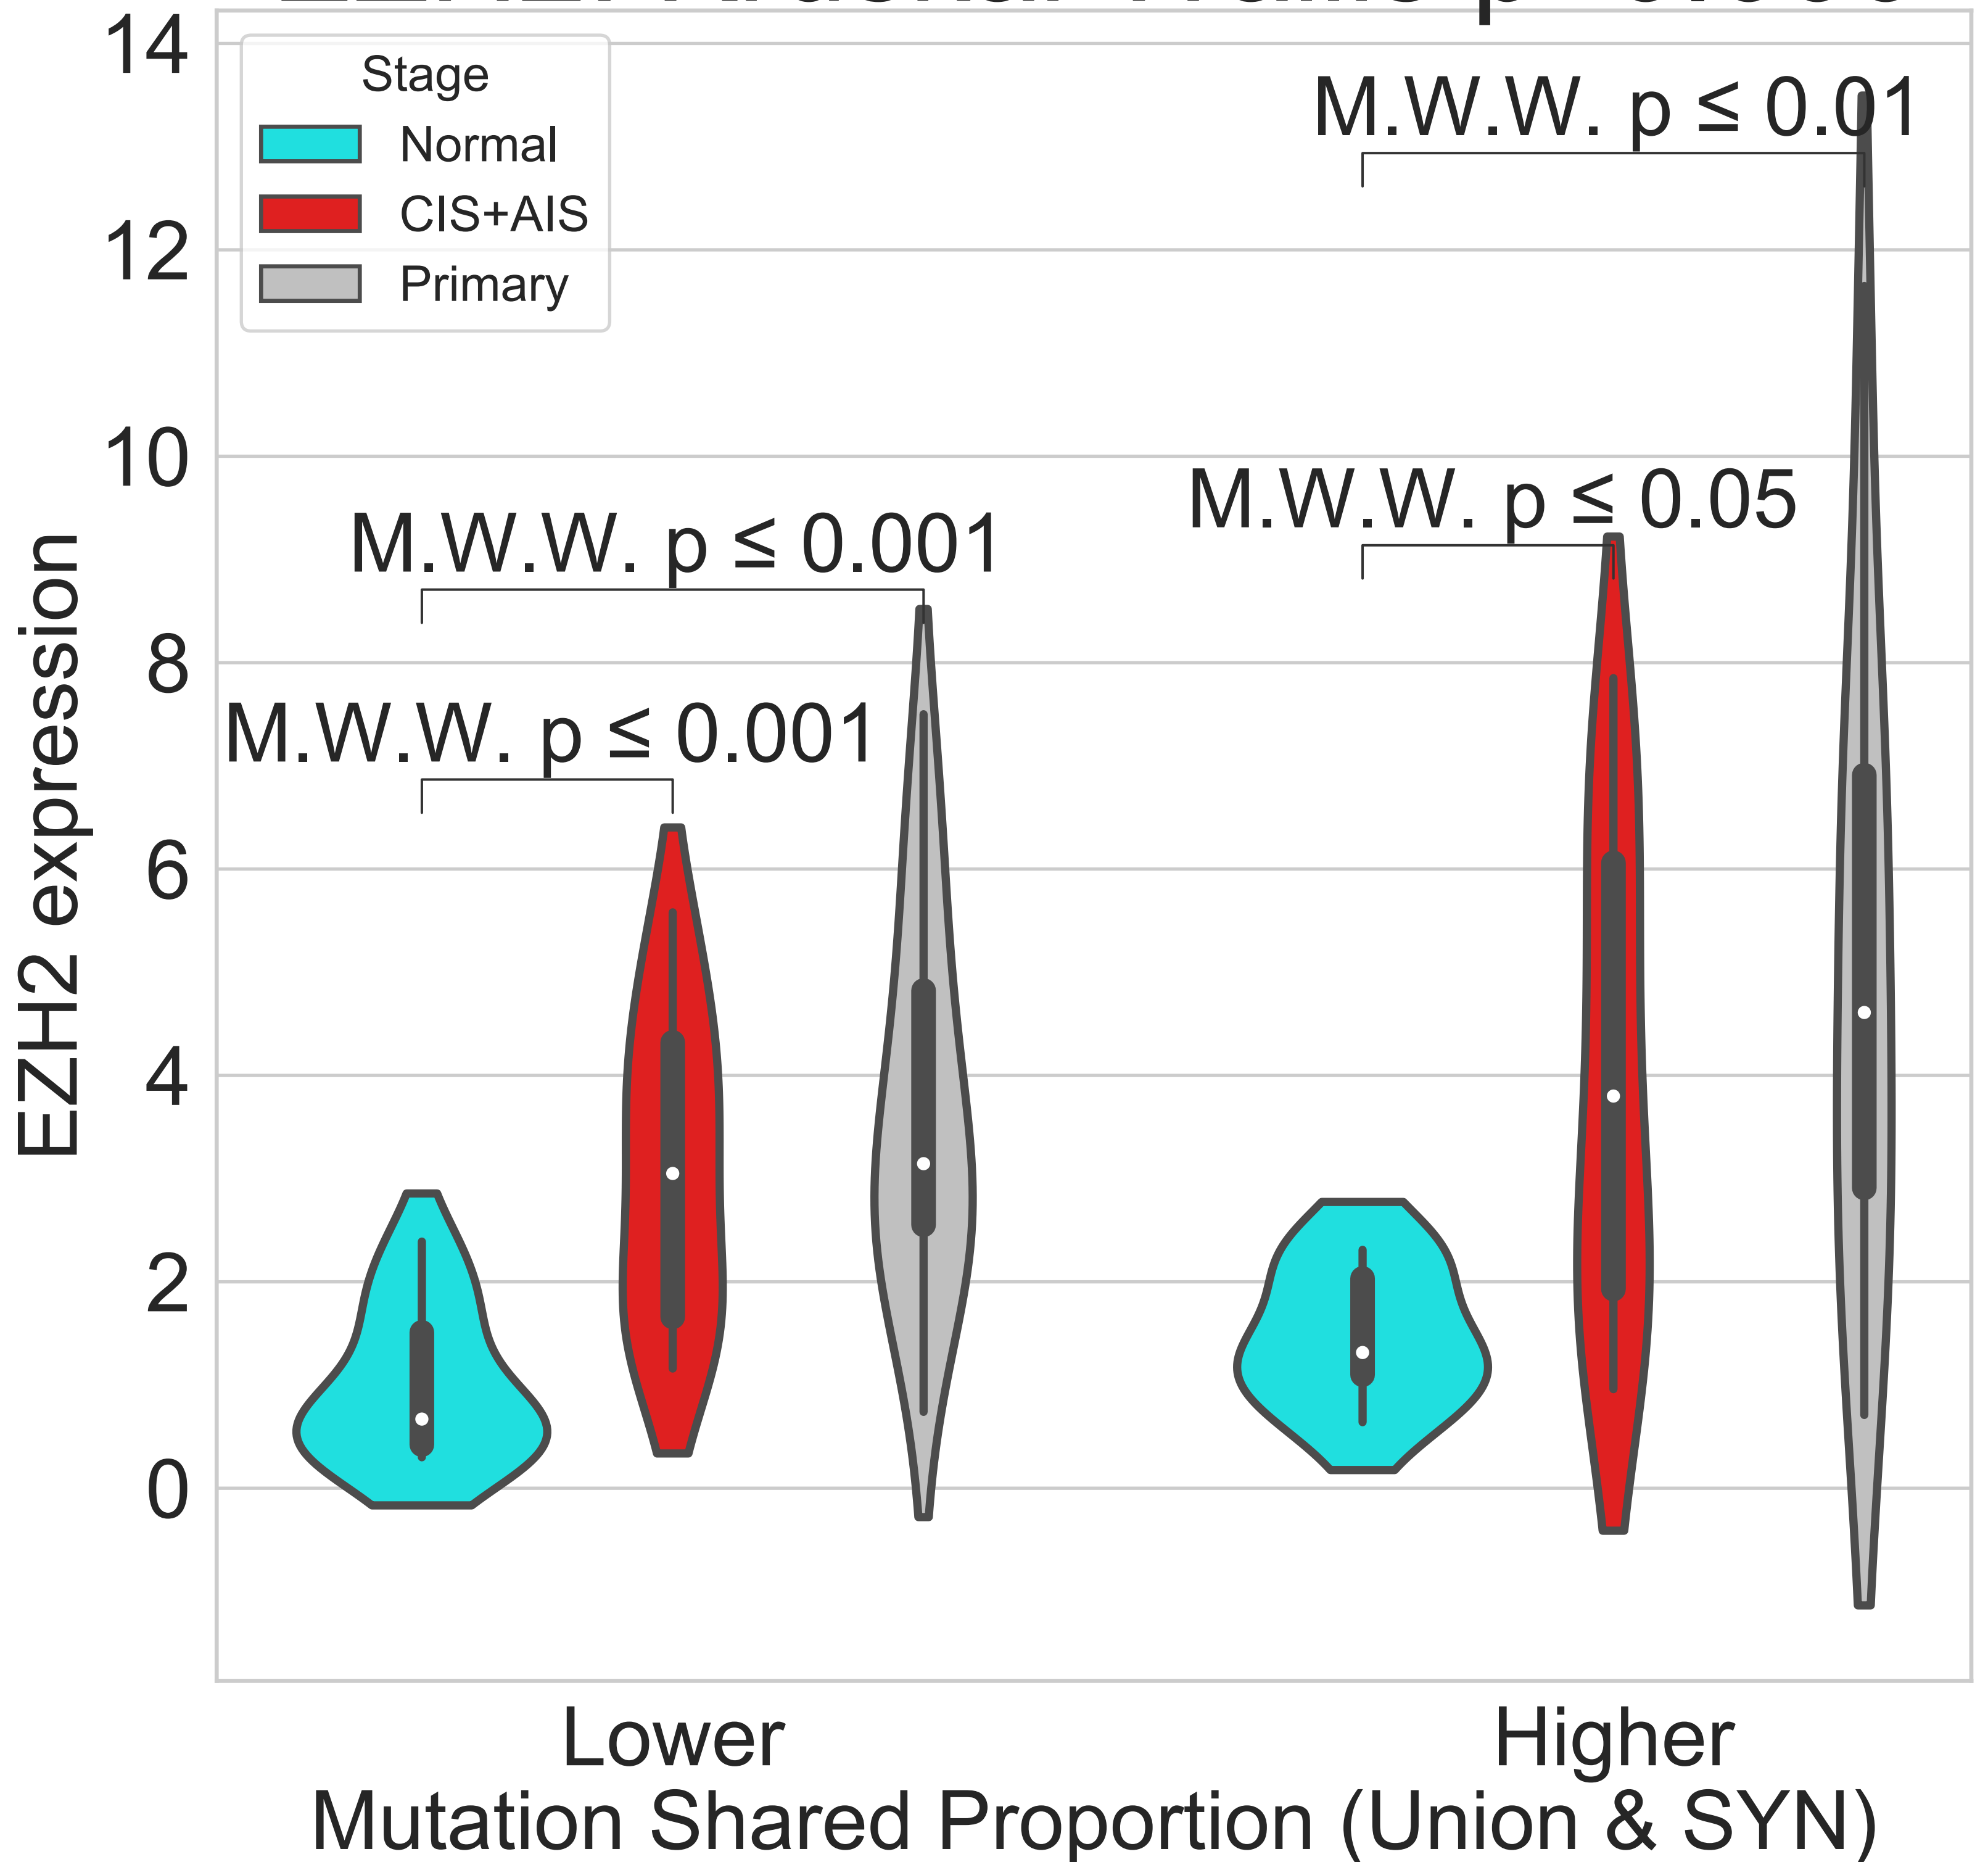 14
12
10
8
6
4
2
0
EZH2 expression
Stage
Normal
CIS+AIS
Primary
M.W.W. p ≤ 0.01
M.W.W. p ≤ 0.05
M.W.W. p ≤ 0.001
M.W.W. p ≤ 0.001
Lower
Higher
Mutation Shared Proportion (Union & SYN)